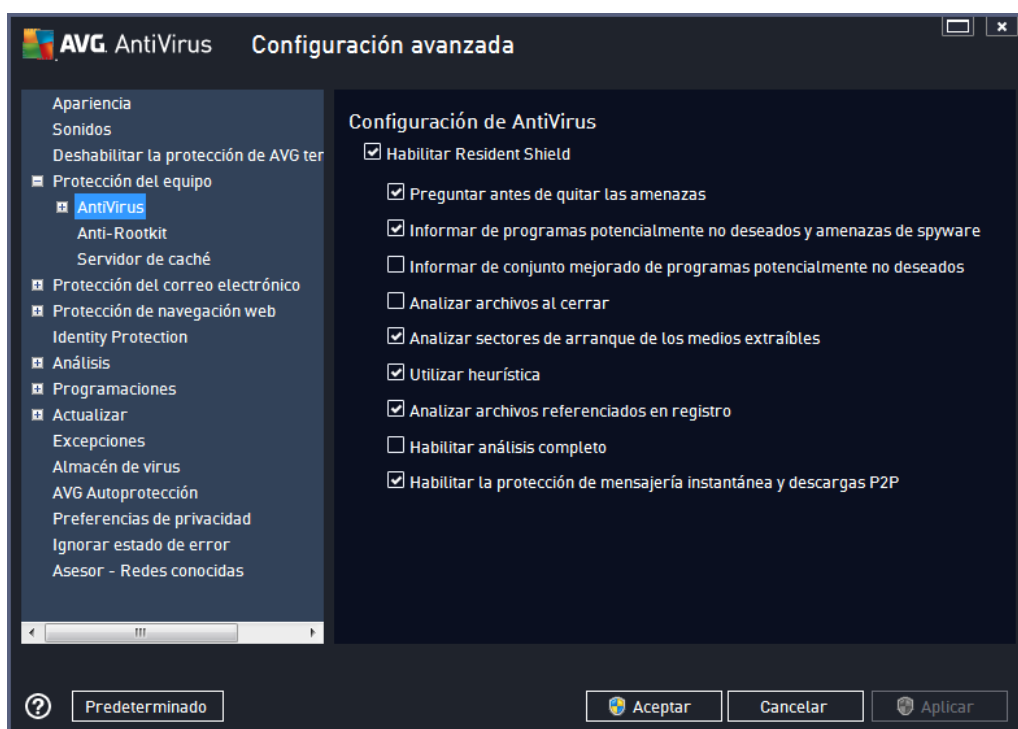 AVG. AntiVirus Configuración avanzada
Apariencia
Sonidos
Deshabilitar la protección de AVG ter
Protección del equipo
AntiVirus
Anti-Rootkit
Servidor de caché
Protección del correo electrónico
Protección de navegación web
Identity Protection
Análisis
Programaciones
Actualizar
Excepciones
Almacén de virus
AVG Autoprotección
Preferencias de privacidad
Ignorar estado de error
Asesor - Redes conocidas
Configuración de AntiVirus
Habilitar Resident Shield
Preguntar antes de quitar las amenazas
Informar de programas potencialmente no deseados y amenazas de spyware
Informar de conjunto mejorado de programas potencialmente no deseados
Analizar archivos al cerrar
Analizar sectores de arranque de los medios extraíbles
Utilizar heurística
Analizar archivos referenciados en registro
Habilitar análisis completo
Habilitar la protección de mensajería instantánea y descargas P2P
Predeterminado
Aceptar
Cancelar
Aplicar